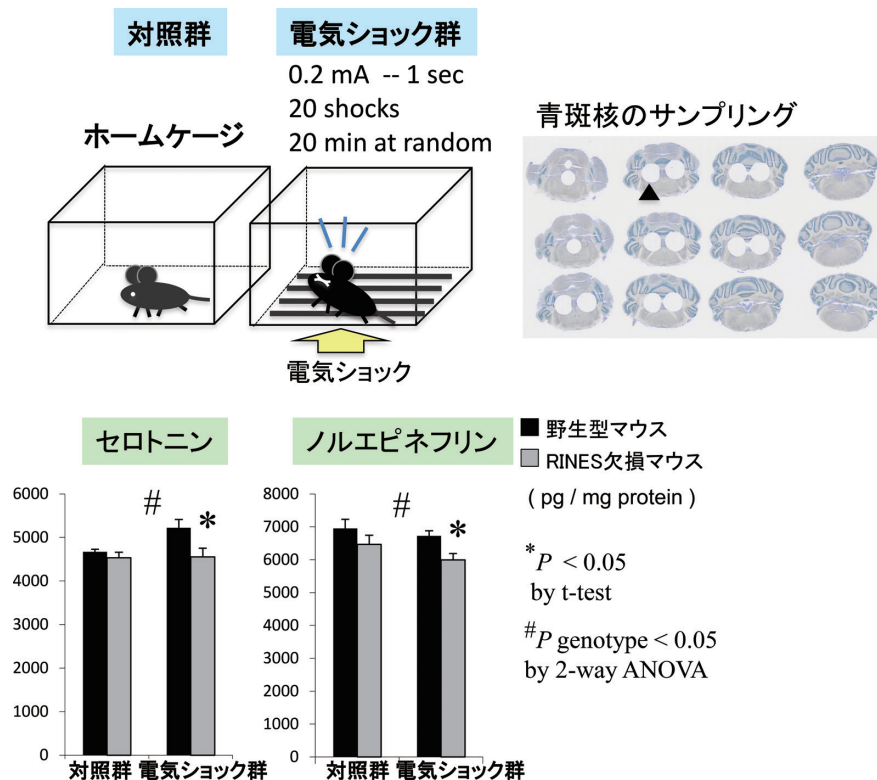 対照群
電気ショック群
0.2 mA -- 1 sec
20 shocks
20 min at random
ホームケージ
青斑核のサンプリング
電気ショック
セロトニン
ノルエピネフリン
野生型マウス
RINES欠損マウス
( pg / mg protein )
*P < 0.05
by t-test
#P genotype < 0.05
by 2-way ANOVA
6000
5000
4000
3000
2000
1000
0
#
*
対照群 電気ショック群
8000
7000
6000
5000
4000
3000
2000
1000
0
#
*
対照群 電気ショック群